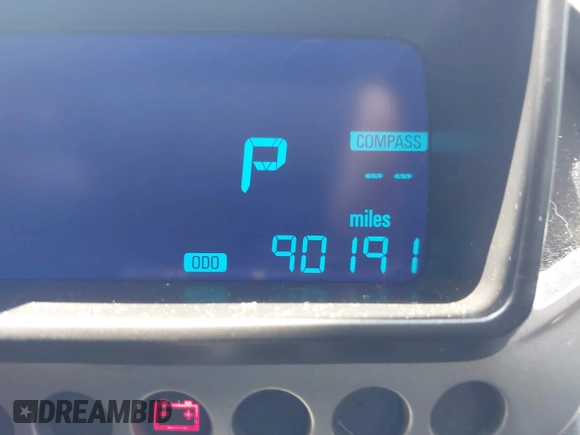 P
COMPASS
--
miles
ODO 90191
DREAMBID